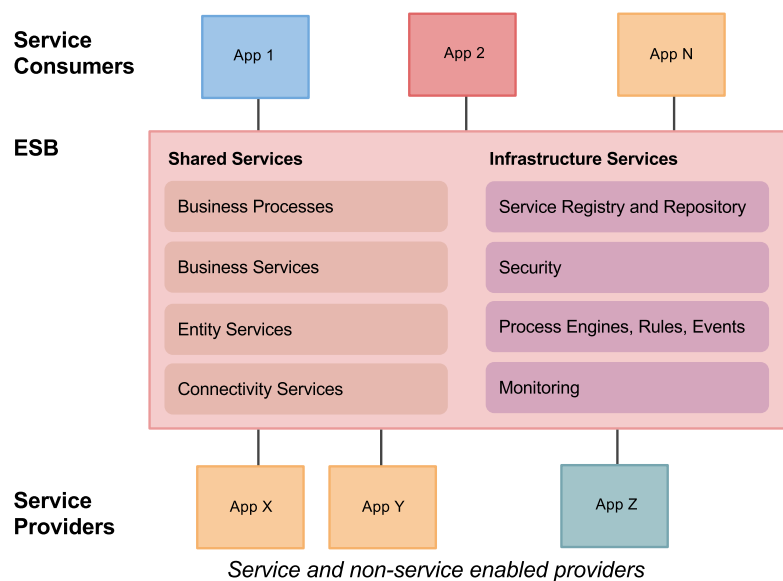 Service
Consumers
App 1
App 2
App N
ESB
Shared Services
Infrastructure Services
Business Processes
Service Registry and Repository
Business Services
Security
Entity Services
Process Engines, Rules, Events
Connectivity Services
Monitoring
Service
Providers
App X
App Y
App Z
Service and non-service enabled providers